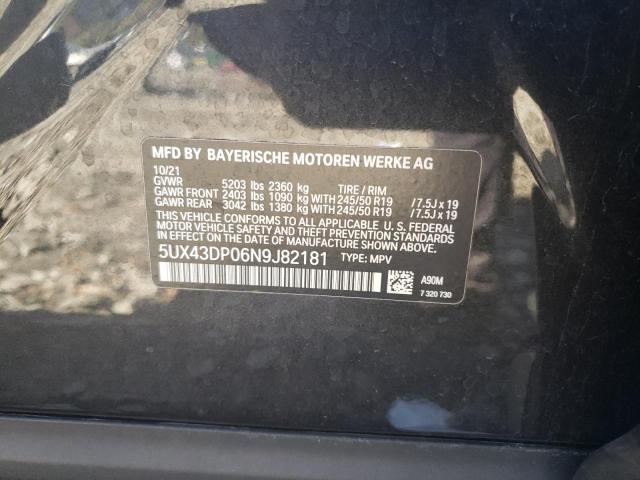 MFD BY BAYERISCHE MOTOREN WERKE AG
10/21
GVWR 5203 lbs 2360 kg TIRE / RIM
GAWR FRONT 2403 lbs 1090 kg WITH 245/50 R19 /7.5J x 19
GAWR REAR 3042 lbs 1380 kg WITH 245/50 R19 /7.5J x 19
THIS VEHICLE CONFORMS TO ALL APPLICABLE U. S. FEDERAL
MOTOR VEHICLE SAFETY AND THEFT PREVENTION STANDARDS
IN EFFECT ON THE DATE OF MANUFACTURE SHOWN ABOVE.
5UX43DP06N9J82181 TYPE: MPV
A90M
7 320 730